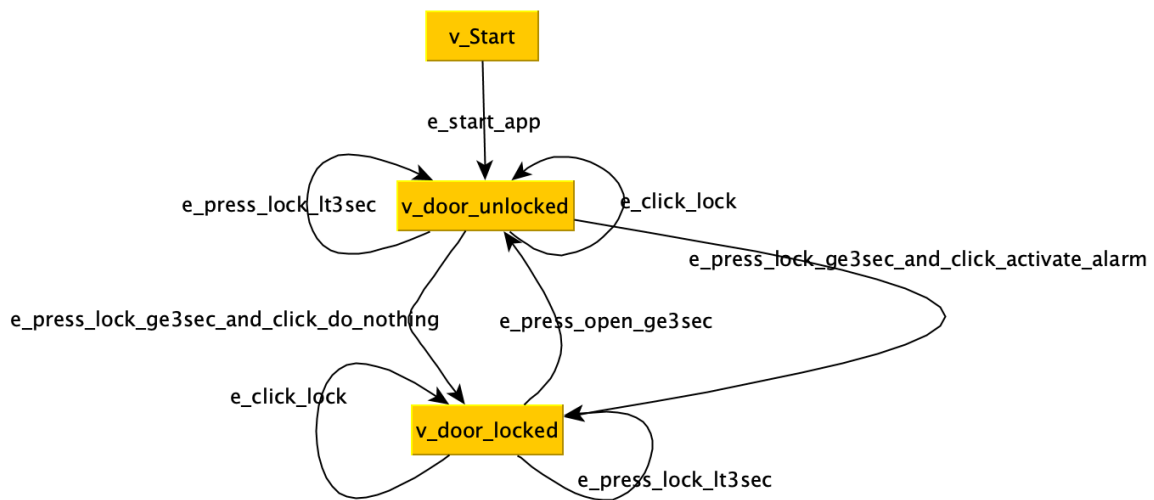 v_Start
e_start_app
e_press_lock_lt3sec
v_door_unlocked
e_click_lock
e_press_lock_ge3sec_and_click_activate_alarm
e_press_lock_ge3sec_and_click_do_nothing
e_press_open_ge3sec
e_click_lock
v_door_locked
e_press_lock_lt3sec